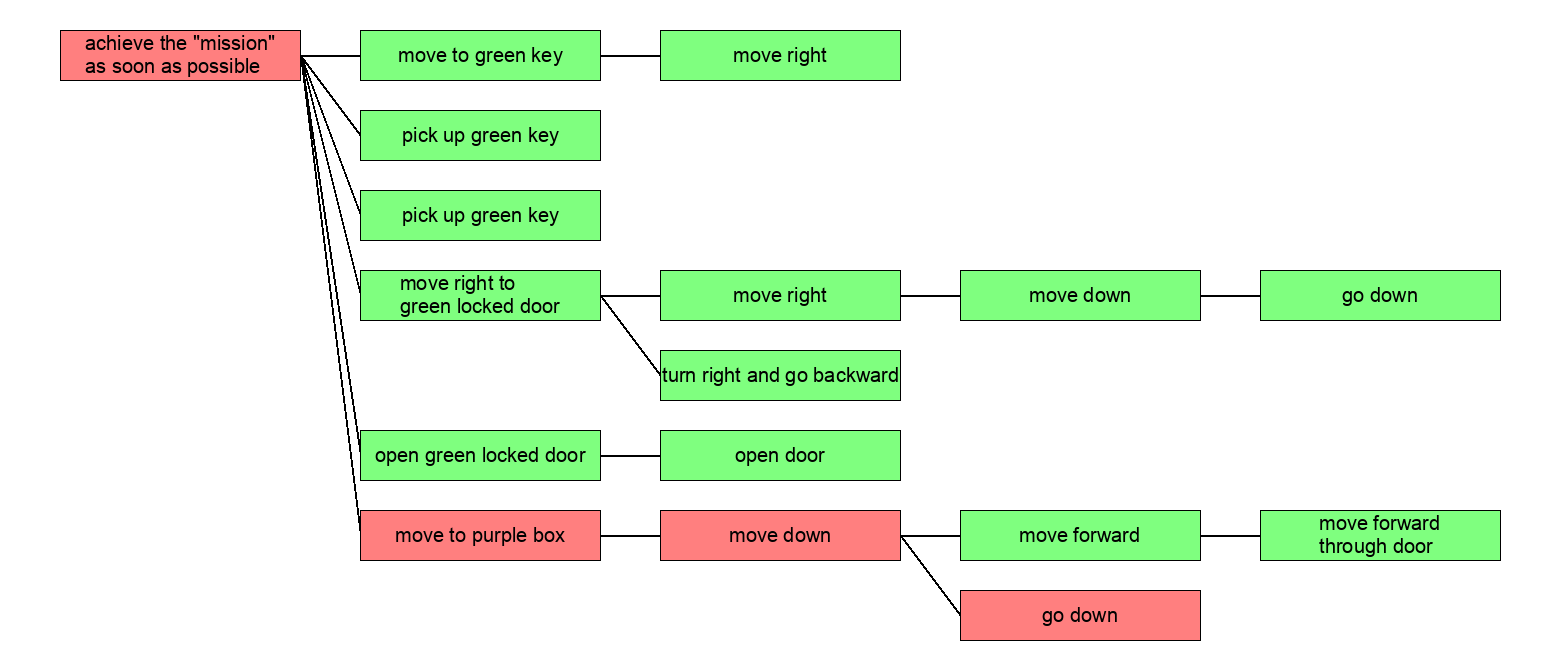 achieve the "mission"
as soon as possible
move to green key
move right
pick up green key
pick up green key
move right to
green locked door
move right
move down
go down
turn right and go backward
open green locked door
open door
move to purple box
move down
move forward
move forward
through door
go down